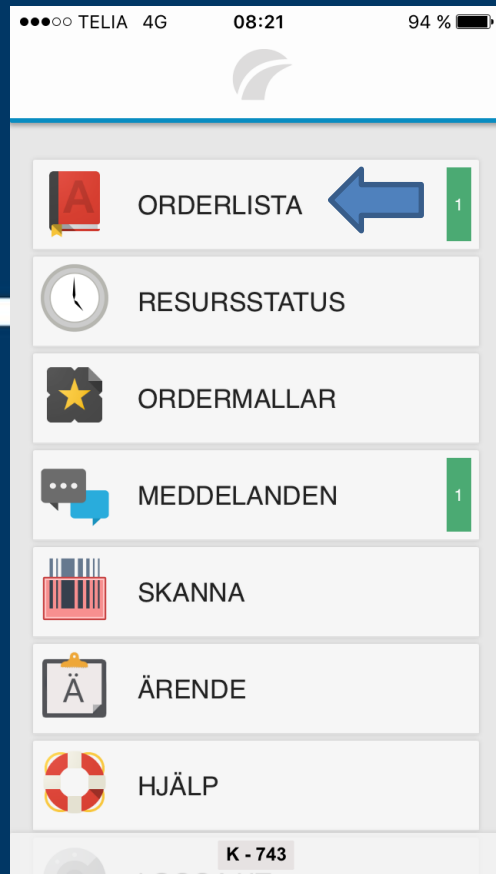 TELIA 4G 08:21 94 %
A ORDERLISTA 1
RESURSSTATUS
ORDERMALLAR
MEDDELANDEN 1
SKANNA
Ä ÄRENDE
HJÄLP
K - 743